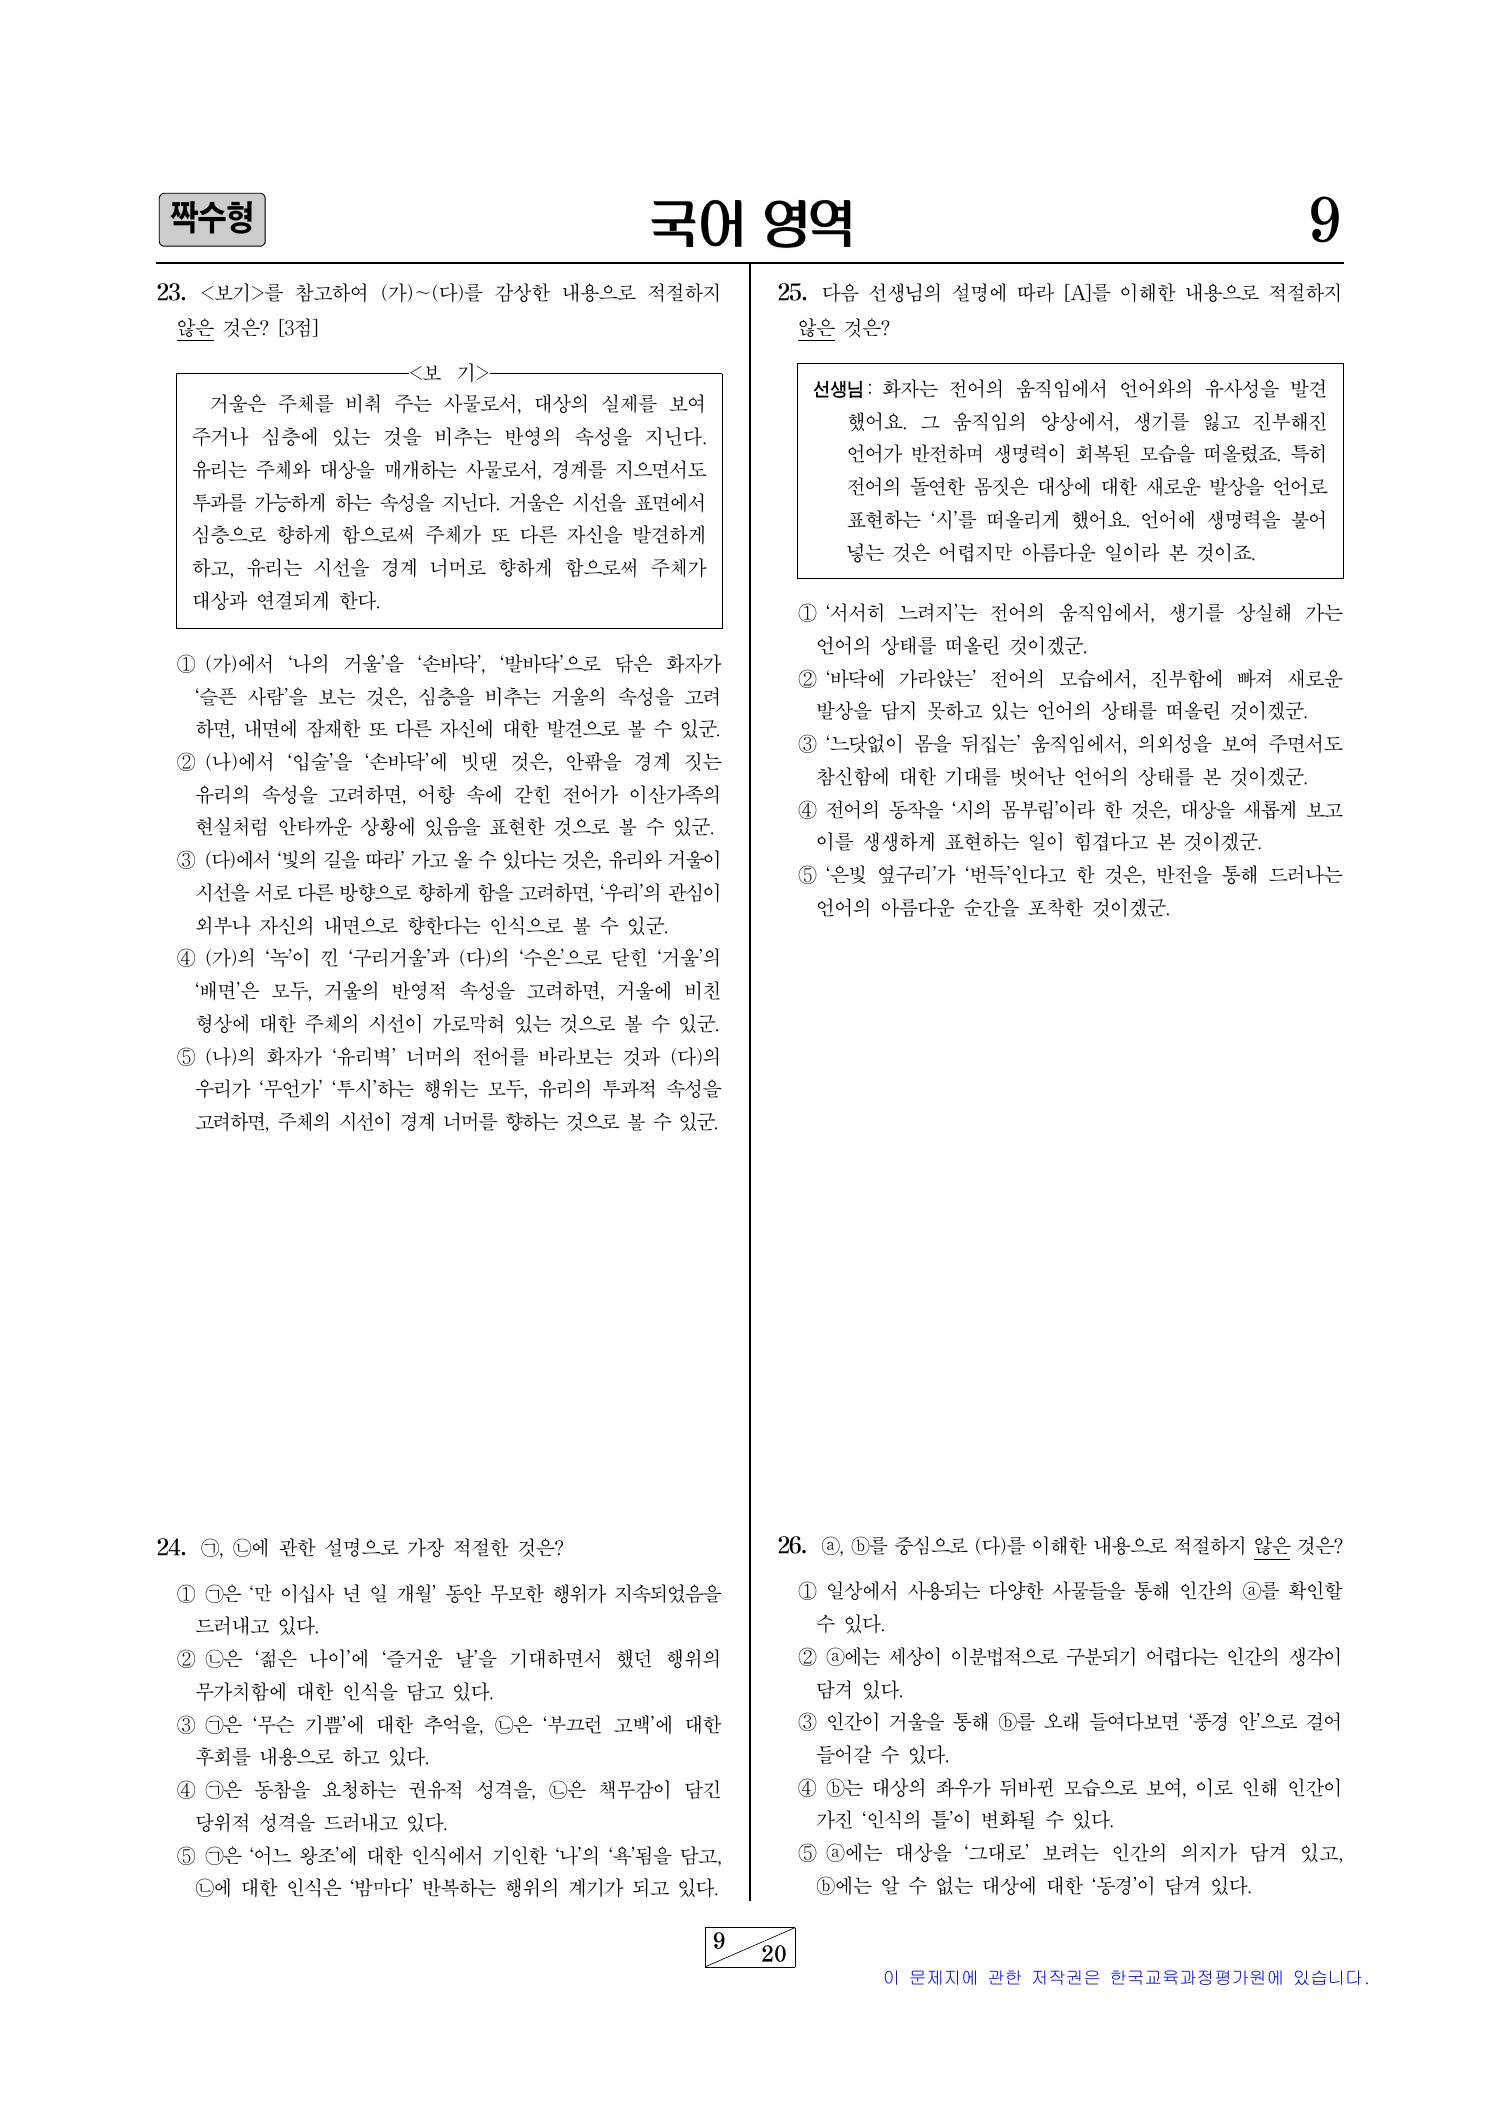 짝수형
국어 영역
9
23. <보기>를 참고하여 (가)~(다)를 감상한 내용으로 적절하지
않은 것은? [3점]
<보 기>
거울은 주체를 비춰 주는 사물로서, 대상의 실제를 보여
주거나 심층에 있는 것을 비추는 반영의 속성을 지닌다.
유리는 주체와 대상을 매개하는 사물로서, 경계를 지으면서도
투과를 가능하게 하는 속성을 지닌다. 거울은 시선을 표면에서
심층으로 향하게 함으로써 주체가 또 다른 자신을 발견하게
하고, 유리는 시선을 경계 너머로 향하게 함으로써 주체가
대상과 연결되게 한다.
① (가)에서 ‘나의 거울’을 ‘손바닥’, ‘발바닥’으로 닦은 화자가
‘슬픈 사람’을 보는 것은, 심층을 비추는 거울의 속성을 고려
하면, 내면에 잠재한 또 다른 자신에 대한 발견으로 볼 수 있군.
② (나)에서 ‘입술’을 ‘손바닥’에 빗댄 것은, 안팎을 경계 짓는
유리의 속성을 고려하면, 어항 속에 갇힌 전어가 이산가족의
현실처럼 안타까운 상황에 있음을 표현한 것으로 볼 수 있군.
③ (다)에서 ‘빛의 길을 따라’ 가고 올 수 있다는 것은, 유리와 거울이
시선을 서로 다른 방향으로 향하게 함을 고려하면, ‘우리’의 관심이
외부나 자신의 내면으로 향한다는 인식으로 볼 수 있군.
④ (가)의 ‘녹’이 낀 ‘구리거울’과 (다)의 ‘수은’으로 닫힌 ‘거울’의
‘배면’은 모두, 거울의 반영적 속성을 고려하면, 거울에 비친
형상에 대한 주체의 시선이 가로막혀 있는 것으로 볼 수 있군.
⑤ (나)의 화자가 ‘유리벽’ 너머의 전어를 바라보는 것과 (다)의
우리가 ‘무언가’ ‘투시’하는 행위는 모두, 유리의 투과적 속성을
고려하면, 주체의 시선이 경계 너머를 향하는 것으로 볼 수 있군.
24. ㉠, ㉡에 관한 설명으로 가장 적절한 것은?
① ㉠은 ‘만 이십사 년 일 개월’ 동안 무모한 행위가 지속되었음을
드러내고 있다.
② ㉡은 ‘젊은 나이’에 ‘즐거운 날’을 기대하면서 했던 행위의
무가치함에 대한 인식을 담고 있다.
③ ㉠은 ‘무슨 기쁨’에 대한 추억을, ㉡은 ‘부끄런 고백’에 대한
후회를 내용으로 하고 있다.
④ ㉠은 동참을 요청하는 권유적 성격을, ㉡은 책무감이 담긴
당위적 성격을 드러내고 있다.
⑤ ㉠은 ‘어느 왕조’에 대한 인식에서 기인한 ‘나’의 ‘욕’됨을 담고,
㉡에 대한 인식은 ‘밤마다’ 반복하는 행위의 계기가 되고 있다.
25. 다음 선생님의 설명에 따라 [A]를 이해한 내용으로 적절하지
않은 것은?
선생님 : 화자는 전어의 움직임에서 언어와의 유사성을 발견
했어요. 그 움직임의 양상에서, 생기를 잃고 진부해진
언어가 반전하며 생명력이 회복된 모습을 떠올렸죠. 특히
전어의 돌연한 몸짓은 대상에 대한 새로운 발상을 언어로
표현하는 ‘시’를 떠올리게 했어요. 언어에 생명력을 불어
넣는 것은 어렵지만 아름다운 일이라 본 것이죠.
① ‘서서히 느려지’는 전어의 움직임에서, 생기를 상실해 가는
언어의 상태를 떠올린 것이겠군.
② ‘바닥에 가라앉는’ 전어의 모습에서, 진부함에 빠져 새로운
발상을 담지 못하고 있는 언어의 상태를 떠올린 것이겠군.
③ ‘느닷없이 몸을 뒤집는’ 움직임에서, 의외성을 보여 주면서도
참신함에 대한 기대를 벗어난 언어의 상태를 본 것이겠군.
④ 전어의 동작을 ‘시의 몸부림’이라 한 것은, 대상을 새롭게 보고
이를 생생하게 표현하는 일이 힘겹다고 본 것이겠군.
⑤ ‘은빛 옆구리’가 ‘번득’인다고 한 것은, 반전을 통해 드러나는
언어의 아름다운 순간을 포착한 것이겠군.
26. ⓐ, ⓑ를 중심으로 (다)를 이해한 내용으로 적절하지 않은 것은?
① 일상에서 사용되는 다양한 사물들을 통해 인간의 ⓐ를 확인할
수 있다.
② ⓐ에는 세상이 이분법적으로 구분되기 어렵다는 인간의 생각이
담겨 있다.
③ 인간이 거울을 통해 ⓑ를 오래 들여다보면 ‘풍경 안’으로 걸어
들어갈 수 있다.
④ ⓑ는 대상의 좌우가 뒤바뀐 모습으로 보여, 이로 인해 인간이
가진 ‘인식의 틀’이 변화될 수 있다.
⑤ ⓐ에는 대상을 ‘그대로’ 보려는 인간의 의지가 담겨 있고,
ⓑ에는 알 수 없는 대상에 대한 ‘동경’이 담겨 있다.
9
20
이 문제지에 관한 저작권은 한국교육과정평가원에 있습니다.